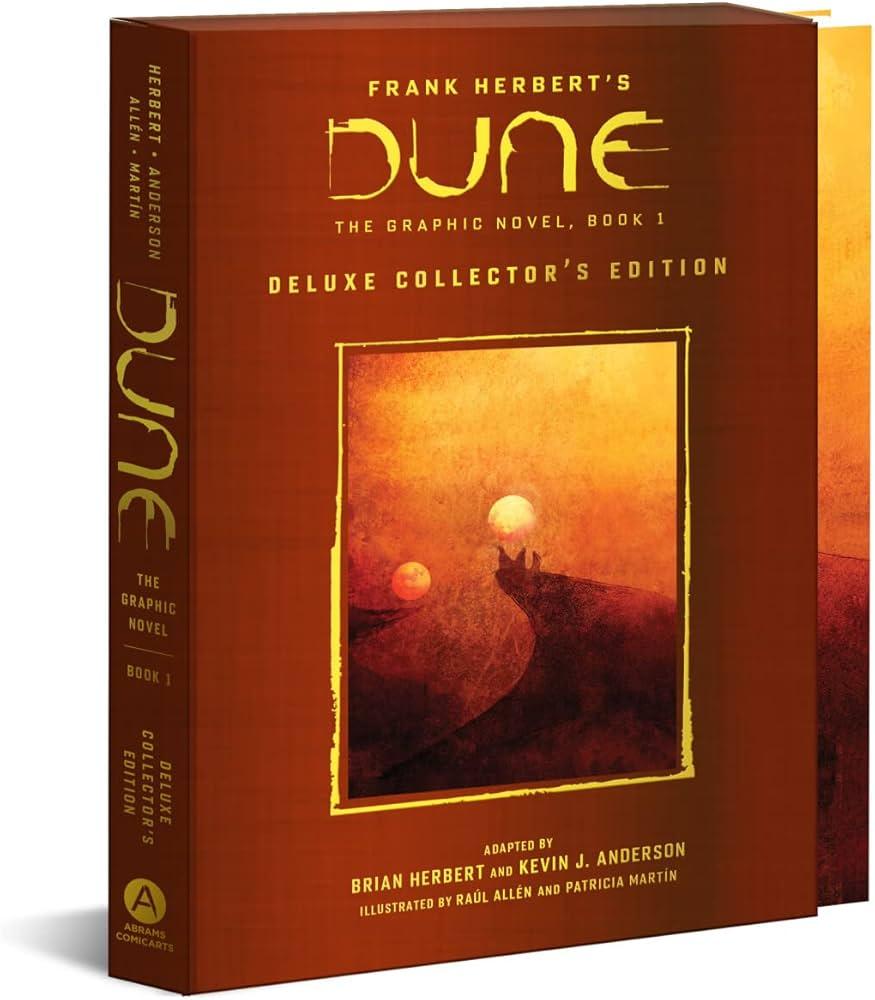 FRANK HERBERT'S
DUNE
THE GRAPHIC NOVEL, BOOK 1
DELUXE COLLECTOR'S EDITION
ADAPTED BY
BRIAN HERBERT AND KEVIN J. ANDERSON
ILLUSTRATED BY RAÚL ALLÉN AND PATRICIA MARTÍN
HERBERT • ANDERSON
ALLÉN • MARTÍN
DUNE
THE
GRAPHIC
NOVEL
BOOK 1
DELUXE
COLLECTOR'S
EDITION
A
ABRAMS
COMICARTS